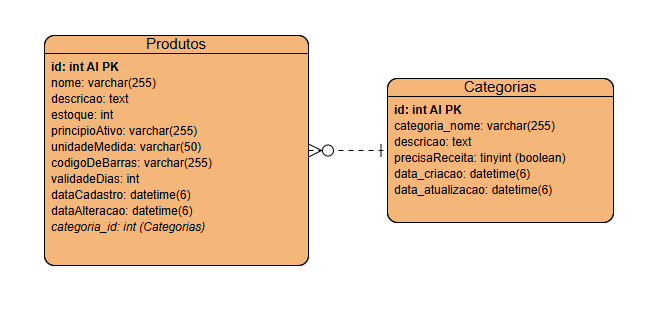 Produtos
id: int AI PK
nome: varchar(255)
descricao: text
estoque: int
principioAtivo: varchar(255)
unidadeMedida: varchar(50)
codigoDeBarras: varchar(255)
validadeDias: int
dataCadastro: datetime(6)
dataAlteracao: datetime(6)
categoria_id: int (Categorias)
Categorias
id: int AI PK
categoria_nome: varchar(255)
descricao: text
precisaReceita: tinyint (boolean)
data_criacao: datetime(6)
data_atualizacao: datetime(6)